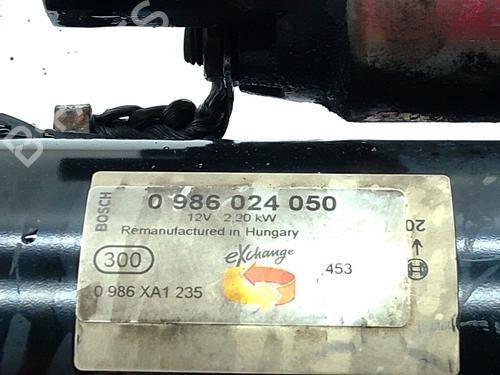 BOSCH
0 986 024 050
12V 2,20 kW
Remanufactured in Hungary
300
eXchange
453
0 986 XA1 235
20